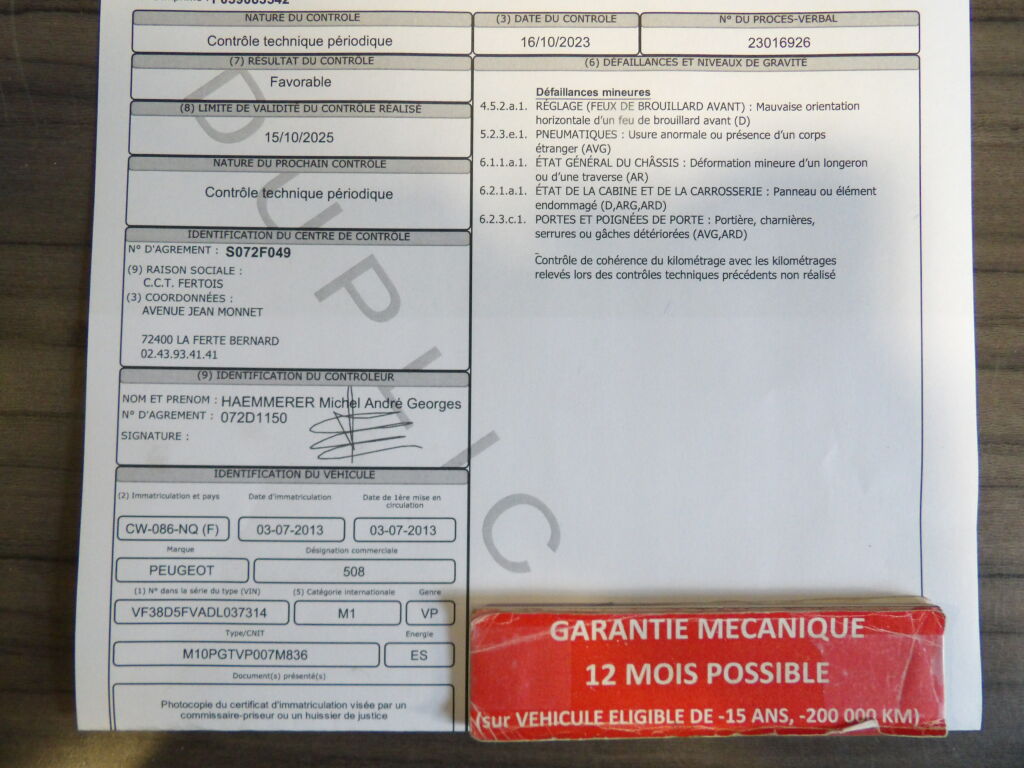 NATURE DU CONTRÔLE
Contrôle technique périodique
(3) DATE DU CONTRÔLE
16/10/2023
N° DU PROCES-VERBAL
23016926
(7) RÉSULTAT DU CONTRÔLE
Favorable
(8) LIMITE DE VALIDITÉ DU CONTRÔLE RÉALISÉ
15/10/2025
NATURE DU PROCHAIN CONTRÔLE
Contrôle technique périodique
IDENTIFICATION DU CENTRE DE CONTRÔLE
N° D'AGREMENT : S072F049
(9) RAISON SOCIALE :
C.C.T. FERTOIS
(3) COORDONNÉES :
AVENUE JEAN MONNET
72400 LA FERTE BERNARD
02.43.93.41.41
(9) IDENTIFICATION DU CONTRÔLEUR
NOM ET PRENOM : HAEMMERER Michel André Georges
N° D'AGREMENT : 072D1150
SIGNATURE :
IDENTIFICATION DU VÉHICULE
(2) Immatriculation et pays
Date d'immatriculation
Date de 1ère mise en
circulation
CW-086-NQ (F)
03-07-2013
03-07-2013
Marque
Désignation commerciale
PEUGEOT
508
(1) N° dans la série du type (VIN)
(5) Catégorie internationale
Genre
VF38D5FVADL037314
M1
VP
Type/CNIT
Energie
M10PGTVP007M836
ES
Document(s) présenté(s)
Photocopie du certificat d'immatriculation visée par un
commissaire-priseur ou un huissier de justice
(6) DÉFAILLANCES ET NIVEAUX DE GRAVITÉ
Défaillances mineures
4.5.2.a.1. RÉGLAGE (FEUX DE BROUILLARD AVANT) : Mauvaise orientation
horizontale d'un feu de brouillard avant (D)
5.2.3.e.1. PNEUMATIQUES : Usure anormale ou présence d'un corps
étranger (AVG)
6.1.1.a.1. ÉTAT GÉNÉRAL DU CHÂSSIS : Déformation mineure d'un longeron
ou d'une traverse (AR)
6.2.1.a.1. ÉTAT DE LA CABINE ET DE LA CARROSSERIE : Panneau ou élément
endommagé (D,ARG,ARD)
6.2.3.c.1. PORTES ET POIGNÉES DE PORTE : Portière, charnières,
serrures ou gâches détériorées (AVG,ARD)
Contrôle de cohérence du kilométrage avec les kilométrages
relevés lors des contrôles techniques précédents non réalisé
DUPLIC
GARANTIE MECANIQUE
12 MOIS POSSIBLE
(sur VEHICULE ELIGIBLE DE -15 ANS, -200 000 KM)